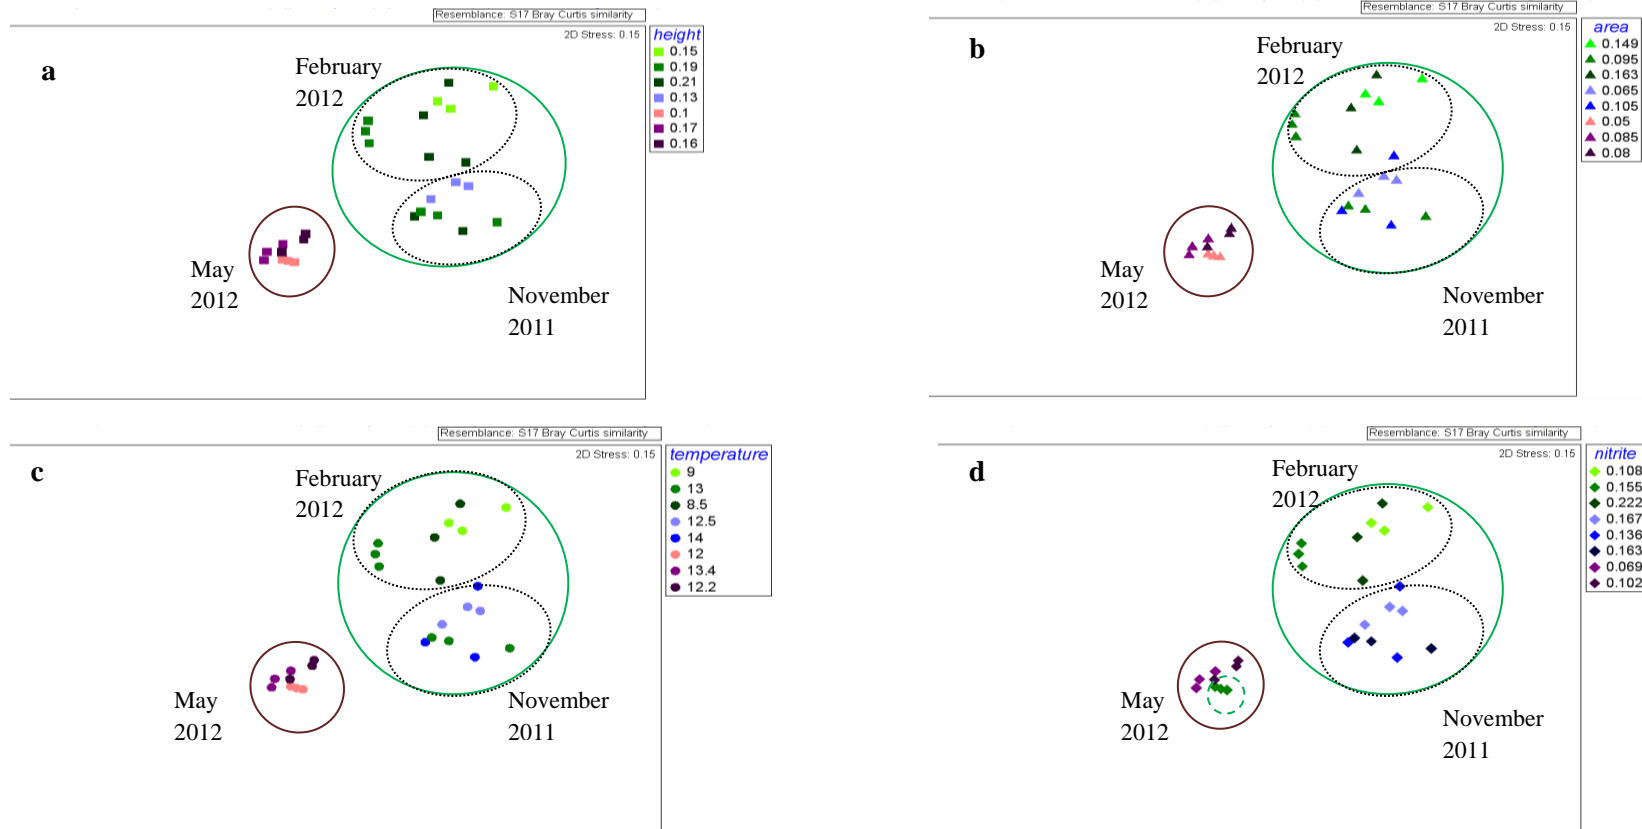 Resemblance: S17 Bray Curtis similarity
2D Stress: 0.15
a
February
2012
May
2012
November
2011
height
0.15
0.19
0.21
0.13
0.1
0.17
0.16
Resemblance: S17 Bray Curtis similarity
2D Stress: 0.15
b
February
2012
May
2012
November
2011
area
0.149
0.095
0.163
0.065
0.105
0.05
0.085
0.08
Resemblance: S17 Bray Curtis similarity
2D Stress: 0.15
c
February
2012
May
2012
November
2011
temperature
9
13
8.5
12.5
14
12
13.4
12.2
Resemblance: S17 Bray Curtis similarity
2D Stress: 0.15
d
February
2012
May
2012
November
2011
nitrite
0.108
0.155
0.222
0.167
0.136
0.163
0.069
0.102